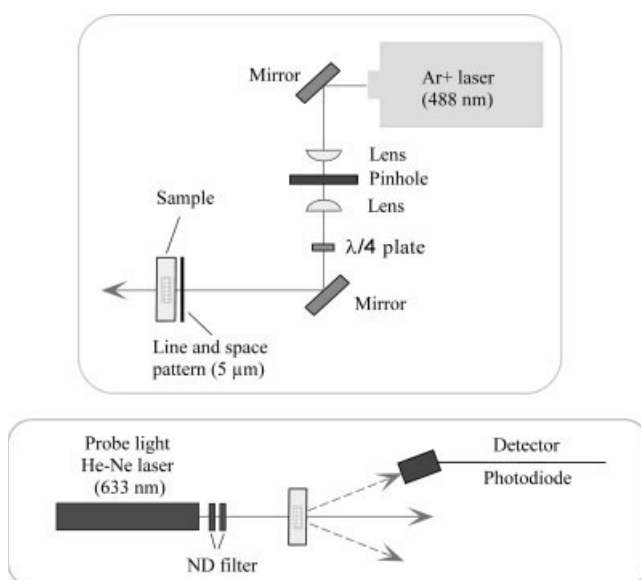 Mirror
Ar+ laser
(488 nm)
Lens
Pinhole
Lens
Sample
λ/4 plate
Mirror
Line and space
pattern (5 µm)
Probe light
He-Ne laser
(633 nm)
Detector
Photodiode
ND filter